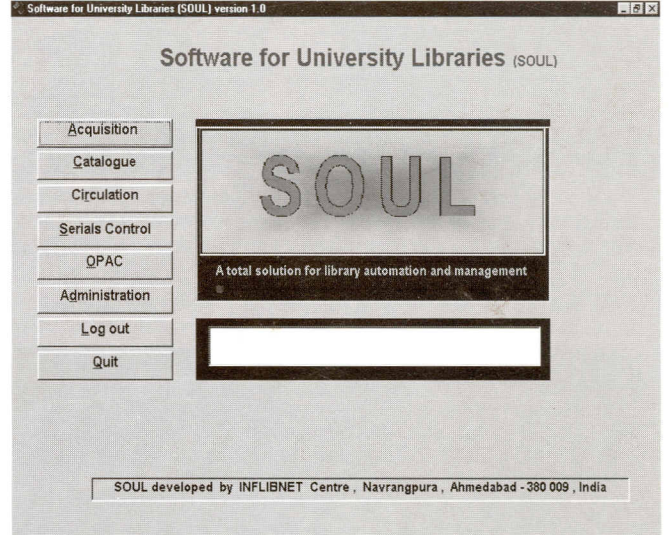 Software for University Libraries (SOUL) version 1.0
Software for University Libraries (SOUL)
Acquisition
Catalogue
Circulation
Serials Control
OPAC
Administration
Log out
Quit
SOUL
A total solution for library automation and management
SOUL developed by INFLIBNET Centre , Navrangpura , Ahmedabad - 380 009 , India